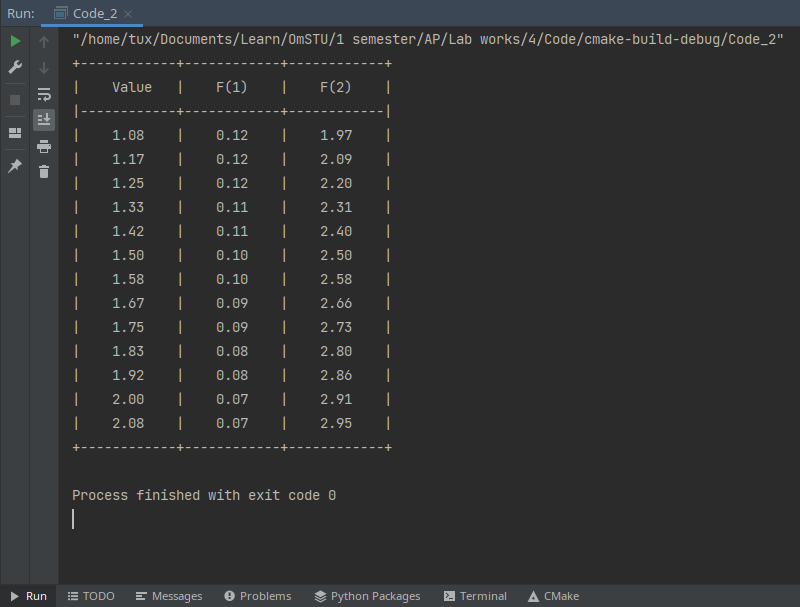 Run: Code_2
"/home/tux/Documents/Learn/OmSTU/1 semester/AP/Lab works/4/Code/cmake-build-debug/Code_2"
+------------+------------+------------+
|    Value   |    F(1)    |    F(2)    |
|------------+------------+------------|
|    1.08    |    0.12    |    1.97    |
|    1.17    |    0.12    |    2.09    |
|    1.25    |    0.12    |    2.20    |
|    1.33    |    0.11    |    2.31    |
|    1.42    |    0.11    |    2.40    |
|    1.50    |    0.10    |    2.50    |
|    1.58    |    0.10    |    2.58    |
|    1.67    |    0.09    |    2.66    |
|    1.75    |    0.09    |    2.73    |
|    1.83    |    0.08    |    2.80    |
|    1.92    |    0.08    |    2.86    |
|    2.00    |    0.07    |    2.91    |
|    2.08    |    0.07    |    2.95    |
+------------+------------+------------+
Process finished with exit code 0
Run TODO Messages Problems Python Packages Terminal CMake